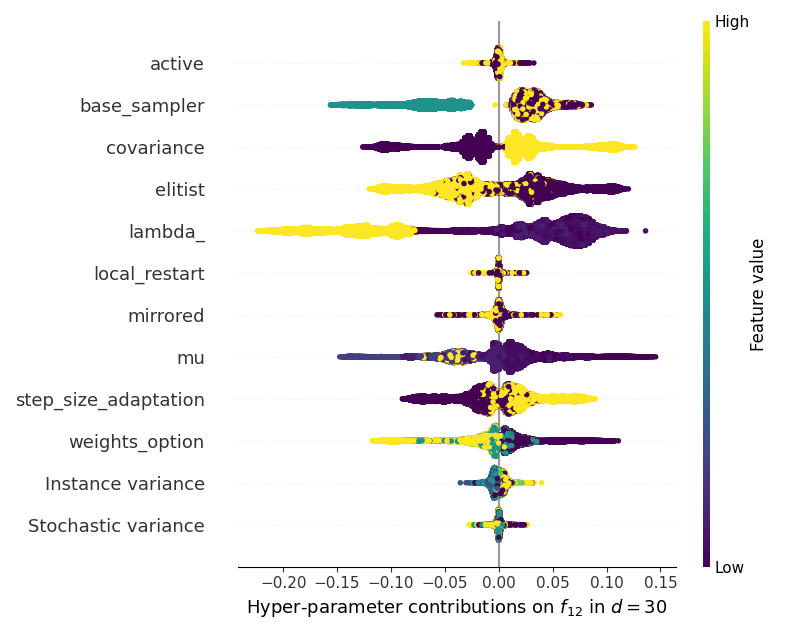 High
active
base_sampler
covariance
elitist
lambda_
local_restart
mirrored
mu
step_size_adaptation
weights_option
Instance variance
Stochastic variance
Feature value
Low
−0.20 −0.15 −0.10 −0.05 0.00 0.05 0.10 0.15
Hyper-parameter contributions on f₁₂ in d = 30